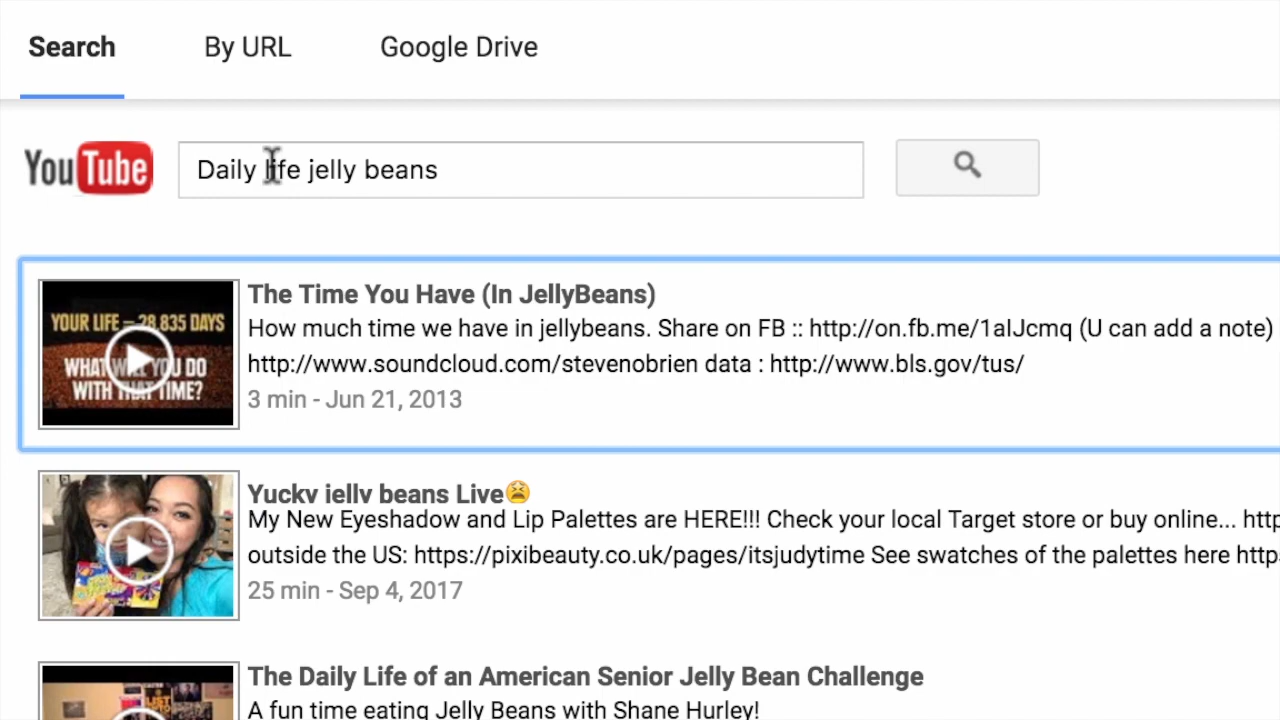 Search By URL Google Drive
YouTube Daily life jelly beans
The Time You Have (In JellyBeans)
YOUR LIFE — 28,835 DAYS
WHAT WILL YOU DO
WITH THAT TIME?
How much time we have in jellybeans. Share on FB :: http://on.fb.me/1alJcmq (U can add a note)
http://www.soundcloud.com/stevenobrien data : http://www.bls.gov/tus/
3 min - Jun 21, 2013
Yucky jelly beans Live😫
My New Eyeshadow and Lip Palettes are HERE!!! Check your local Target store or buy online... http
outside the US: https://pixibeauty.co.uk/pages/itsjudytime See swatches of the palettes here http
25 min - Sep 4, 2017
The Daily Life of an American Senior Jelly Bean Challenge
A fun time eating Jelly Beans with Shane Hurley!